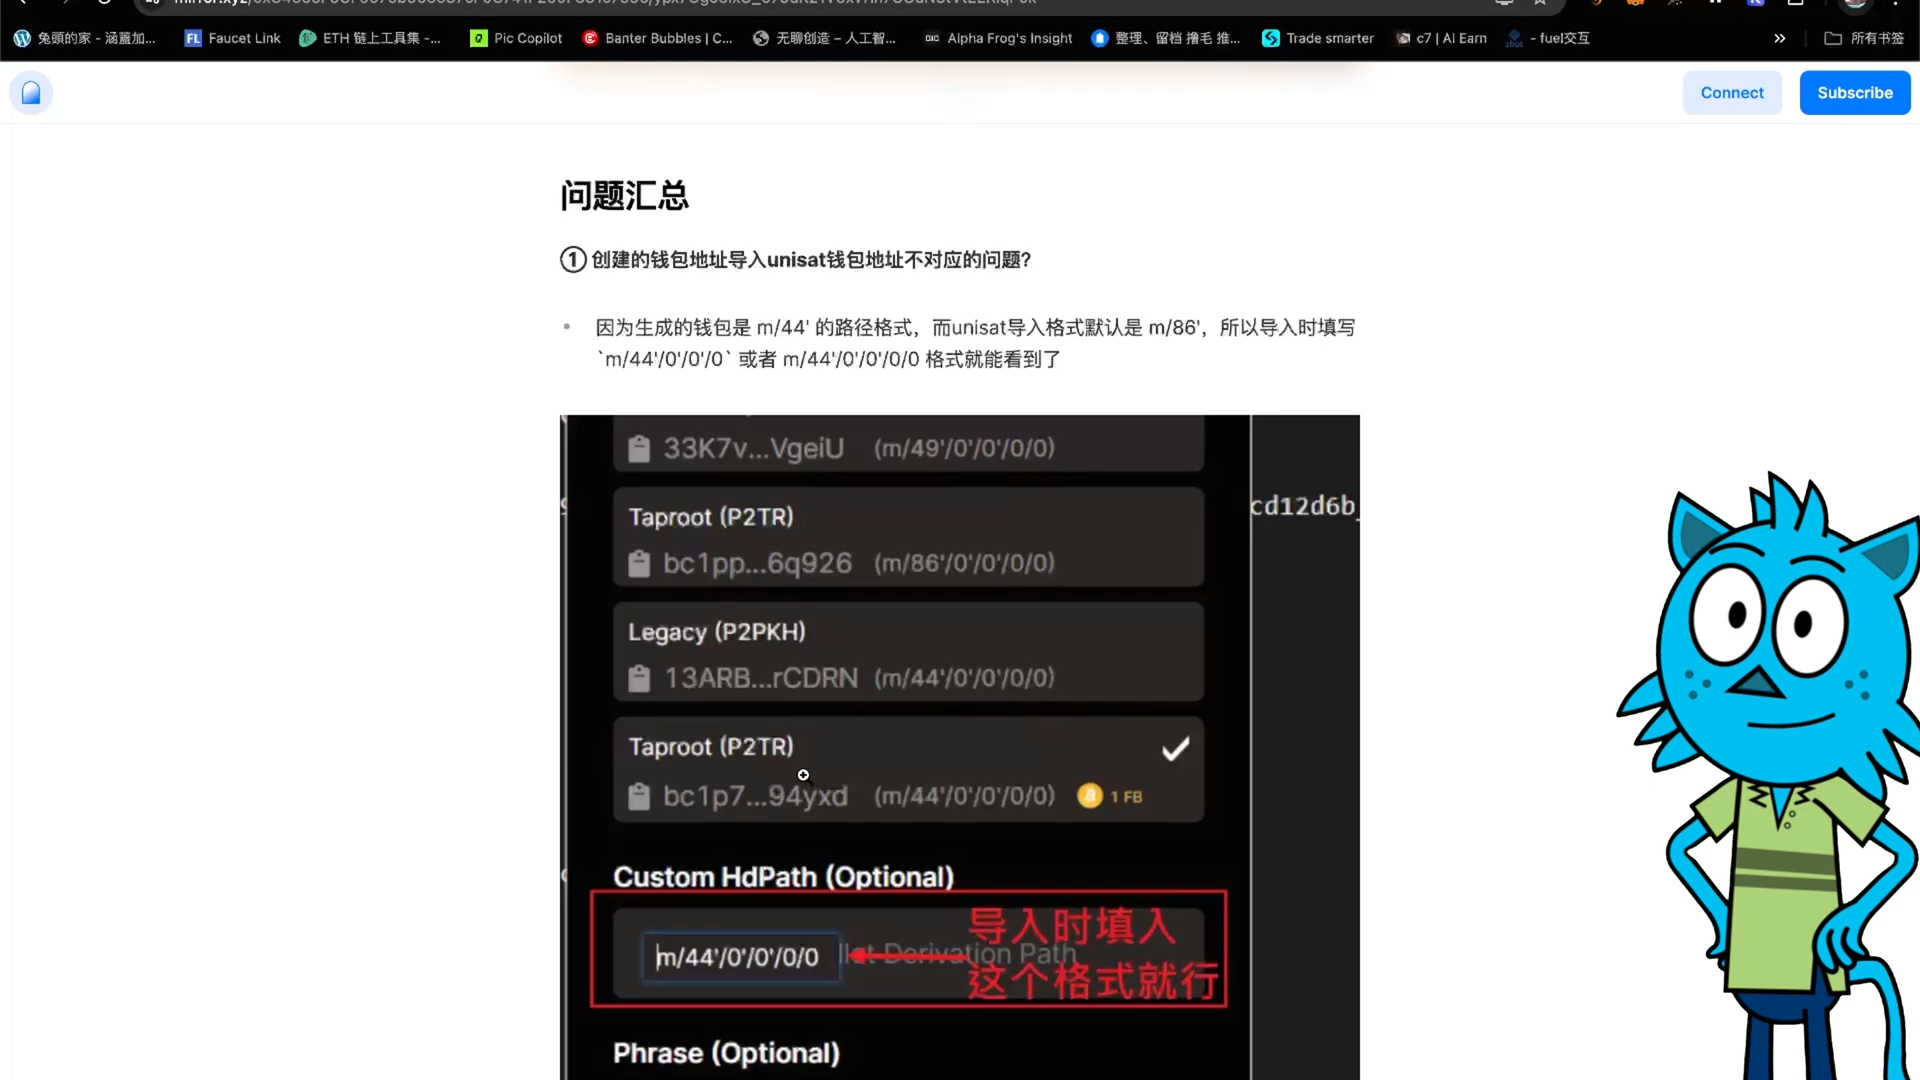 兔頭的家 - 涵蓋加... Faucet Link ETH 链上工具集 -... Pic Copilot Banter Bubbles | C... 无聊创造 – 人工智... Alpha Frog's Insight 整理、留档 撸毛 推... Trade smarter c7 | AI Earn - fuel交互 » 所有书签
Connect Subscribe
问题汇总
① 创建的钱包地址导入unisat钱包地址不对应的问题?
• 因为生成的钱包是 m/44' 的路径格式，而unisat导入格式默认是 m/86'，所以导入时填写
`m/44'/0'/0'/0` 或者 m/44'/0'/0'/0/0 格式就能看到了
33K7v...VgeiU (m/49'/0'/0'/0/0)
cd12d6b_
Taproot (P2TR)
bc1pp...6q926 (m/86'/0'/0'/0/0)
Legacy (P2PKH)
13ARB...rCDRN (m/44'/0'/0'/0/0)
Taproot (P2TR)
bc1p7...94yxd (m/44'/0'/0'/0/0) 1 FB
Custom HdPath (Optional)
m/44'/0'/0'/0/0 Derivation Path
导入时填入
这个格式就行
Phrase (Optional)